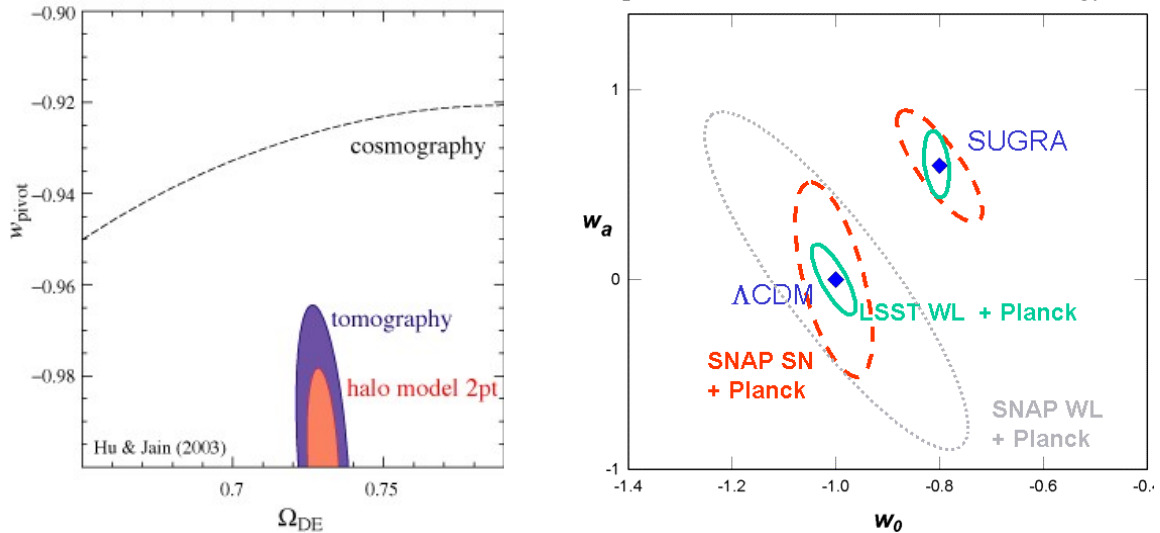 −0.90
−0.92
−0.94
−0.96
−0.98
w_pivot
cosmography
tomography
halo model 2pt
Hu & Jain (2003)
0.7
0.75
Ω_DE
1
0
-1
w_a
SUGRA
ΛCDM
LSST WL + Planck
SNAP SN
+ Planck
SNAP WL
+ Planck
-1.4
-1.2
-1.0
-0.8
-0.6
w_0